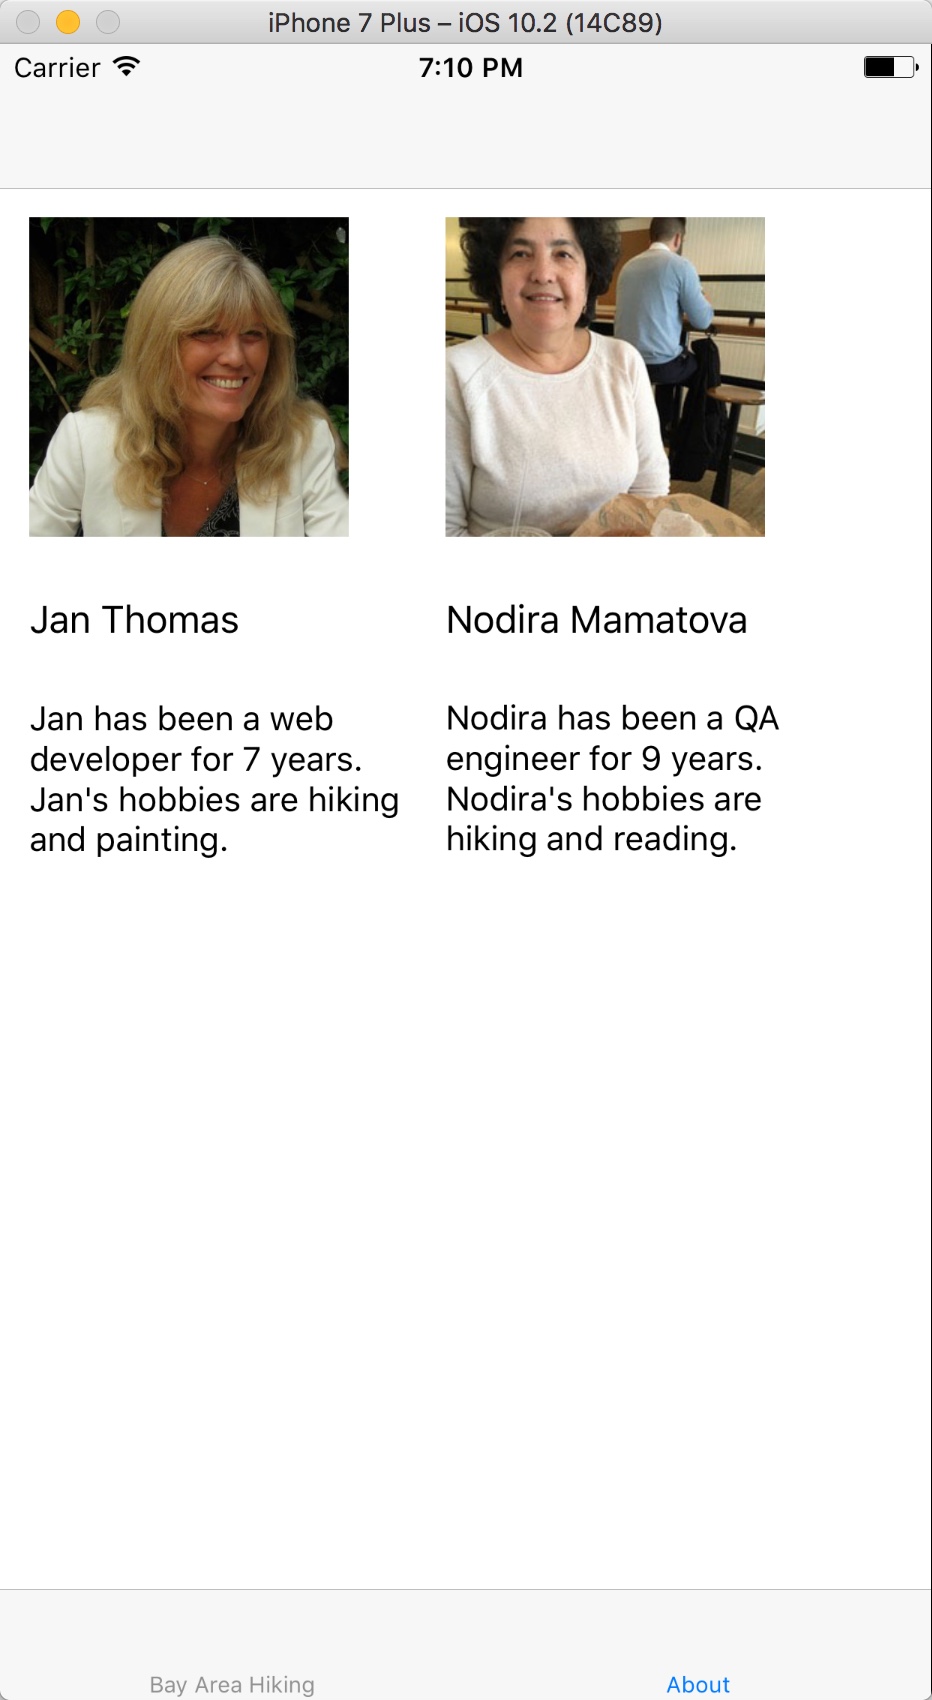 iPhone 7 Plus – iOS 10.2 (14C89)
Carrier
7:10 PM
Jan Thomas
Jan has been a web
developer for 7 years.
Jan's hobbies are hiking
and painting.
Nodira Mamatova
Nodira has been a QA
engineer for 9 years.
Nodira's hobbies are
hiking and reading.
Bay Area Hiking
About